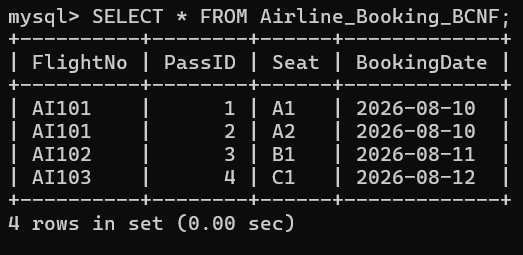 mysql> SELECT * FROM Airline_Booking_BCNF;
+----------+--------+------+-------------+
| FlightNo | PassID | Seat | BookingDate |
+----------+--------+------+-------------+
| AI101    |      1 | A1   | 2026-08-10  |
| AI101    |      2 | A2   | 2026-08-10  |
| AI102    |      3 | B1   | 2026-08-11  |
| AI103    |      4 | C1   | 2026-08-12  |
+----------+--------+------+-------------+
4 rows in set (0.00 sec)